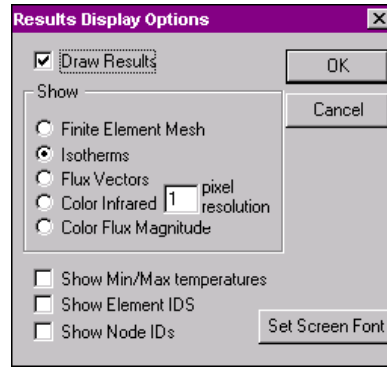 Results Display Options
Draw Results
OK
Cancel
Show
Finite Element Mesh
Isotherms
Flux Vectors
Color Infrared 1 pixel resolution
Color Flux Magnitude
Show Min/Max temperatures
Show Element IDS
Show Node IDs
Set Screen Font